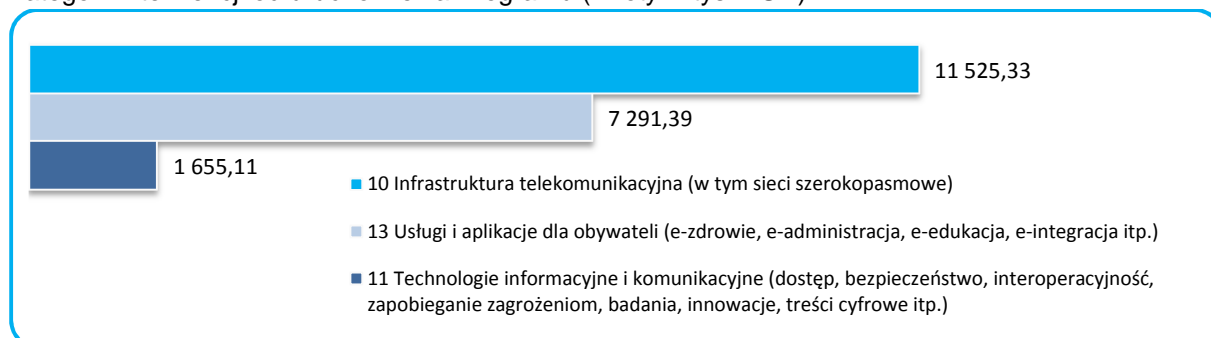 11 525,33
7 291,39
1 655,11
10 Infrastruktura telekomunikacyjna (w tym sieci szerokopasmowe)
13 Usługi i aplikacje dla obywateli (e-zdrowie, e-administracja, e-edukacja, e-integracja itp.)
11 Technologie informacyjne i komunikacyjne (dostęp, bezpieczeństwo, interoperacyjność,
zapobieganie zagrożeniom, badania, innowacje, treści cyfrowe itp.)